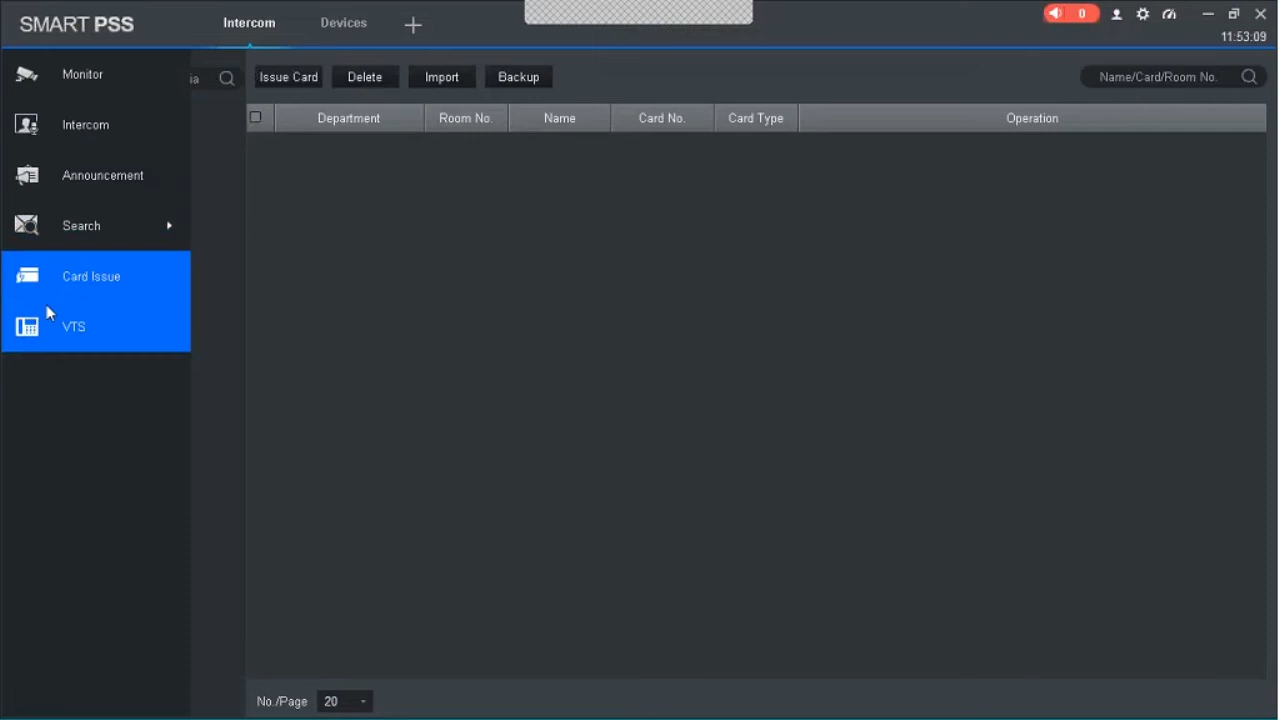 SMART PSS
Intercom
Devices
0
11:53:09
Monitor
Intercom
Announcement
Search
Card Issue
VTS
ia
Issue Card
Delete
Import
Backup
Name/Card/Room No.
Department
Room No.
Name
Card No.
Card Type
Operation
No./Page
20